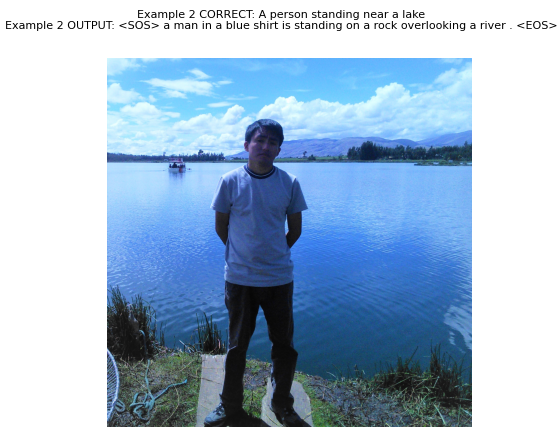 Example 2 CORRECT: A person standing near a lake
Example 2 OUTPUT: <SOS> a man in a blue shirt is standing on a rock overlooking a river . <EOS>